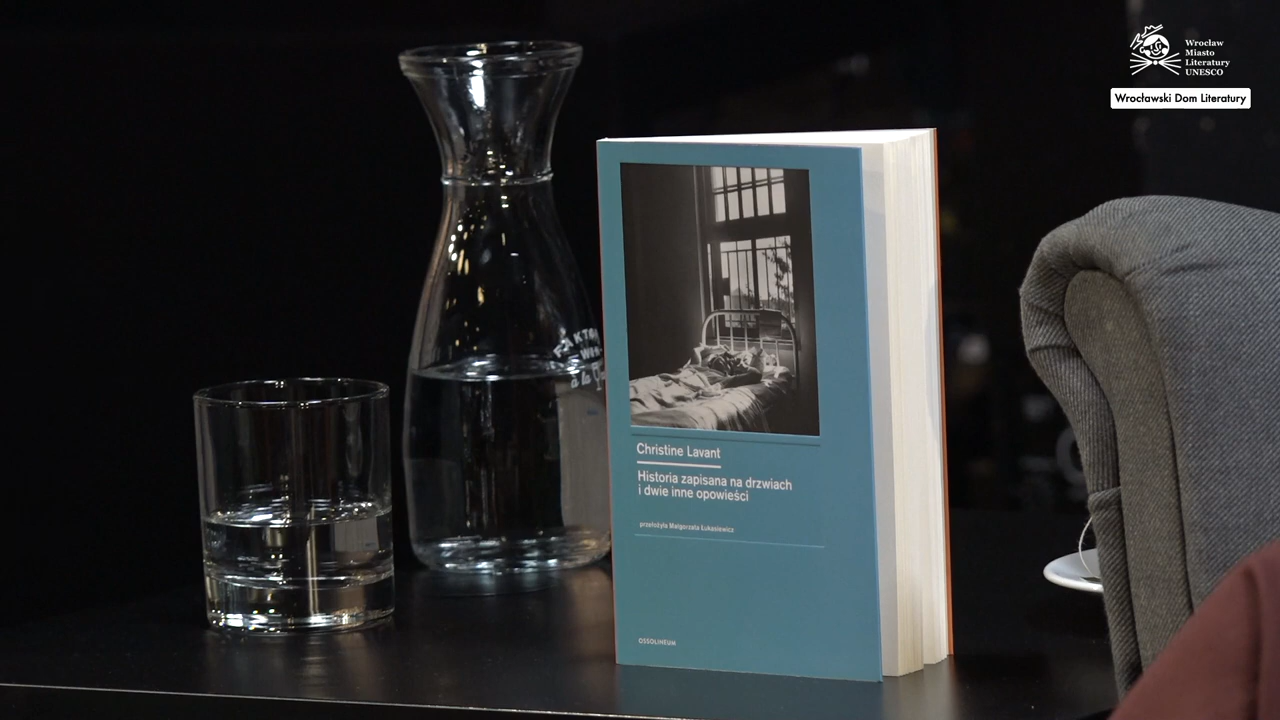 Wrocław
Miasto
Literatury
UNESCO
Wrocławski Dom Literatury
Christine Lavant
Historia zapisana na drzwiach
i dwie inne opowieści
przełożyła Małgorzata Łukasiewicz
OSSOLINEUM
à la